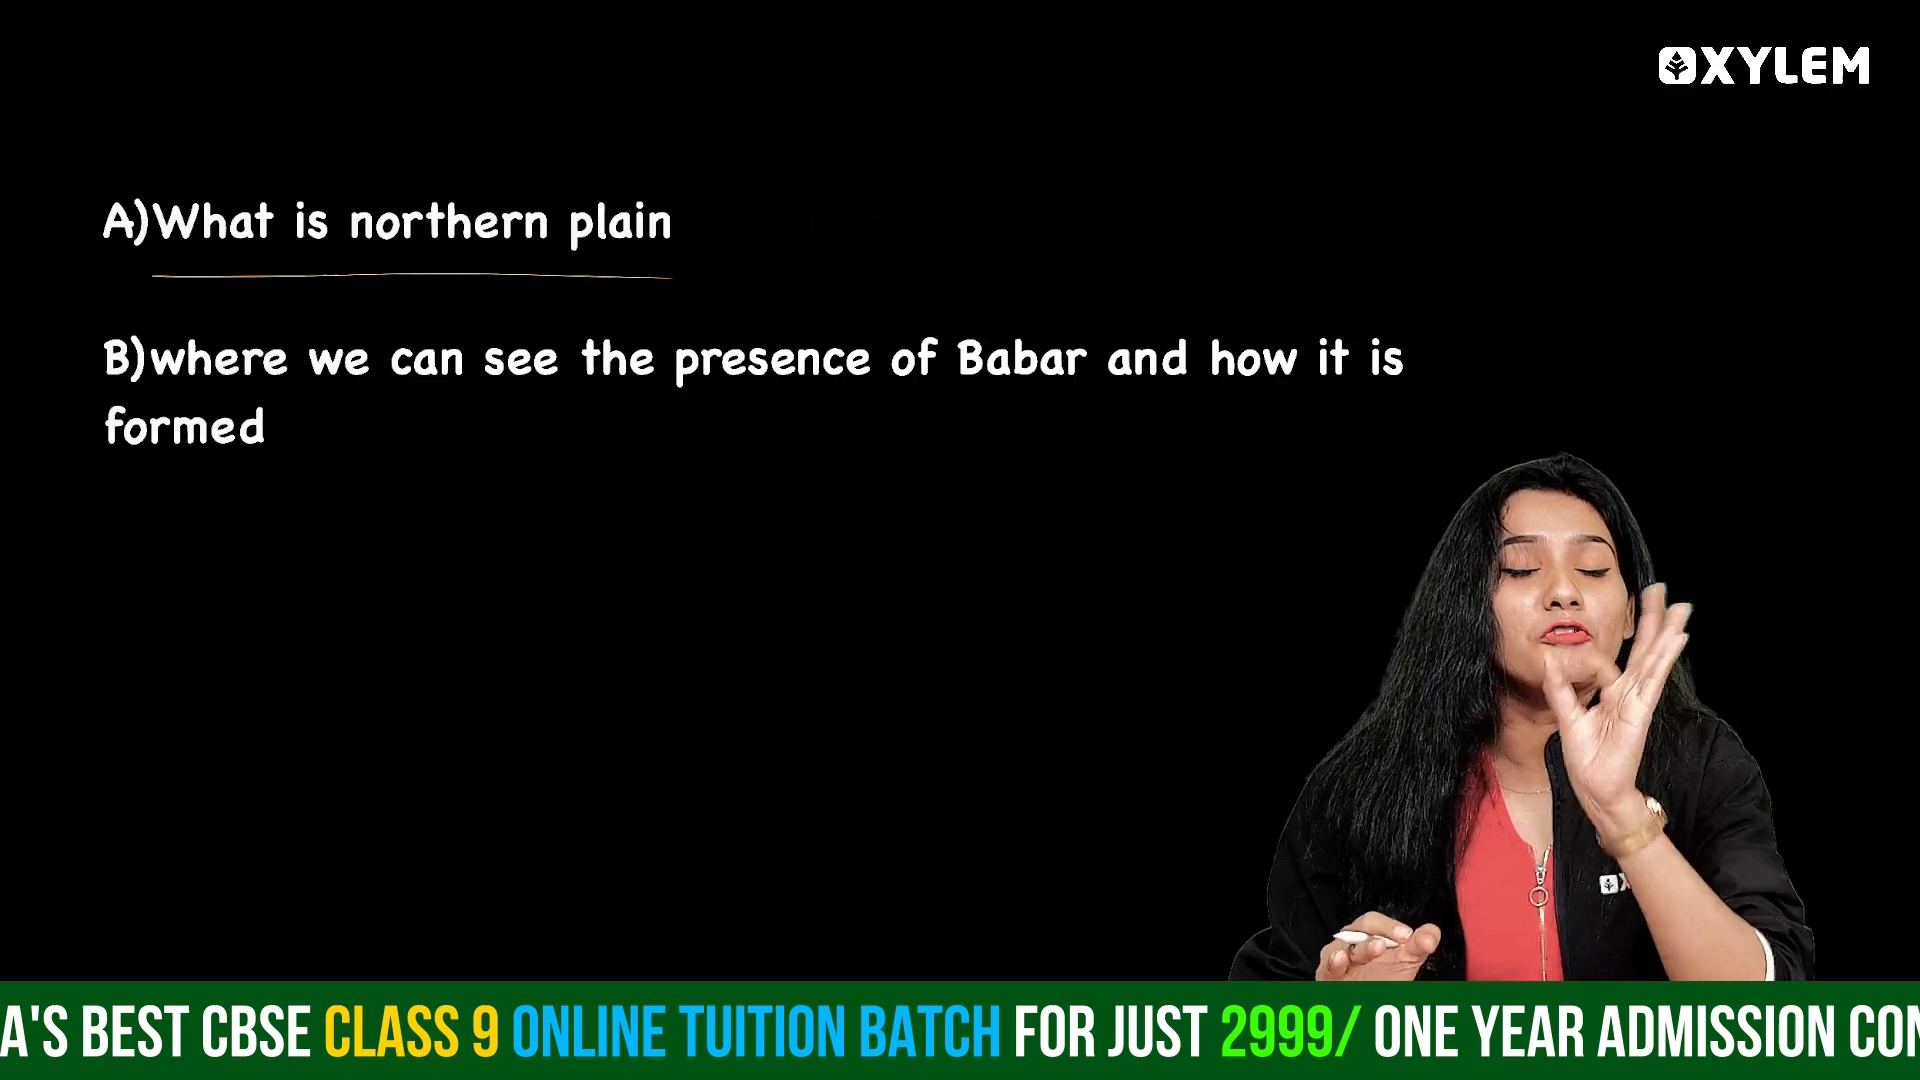 XYLEM
A)What is northern plain
B)where we can see the presence of Babar and how it is
formed
A'S BEST CBSE CLASS 9 ONLINE TUITION BATCH FOR JUST 2999/ ONE YEAR ADMISSION CON